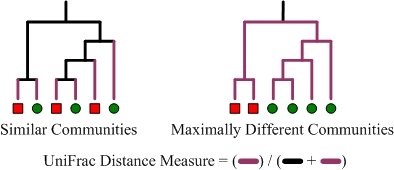 Similar Communities
Maximally Different Communities
UniFrac Distance Measure = ( ) / ( + )